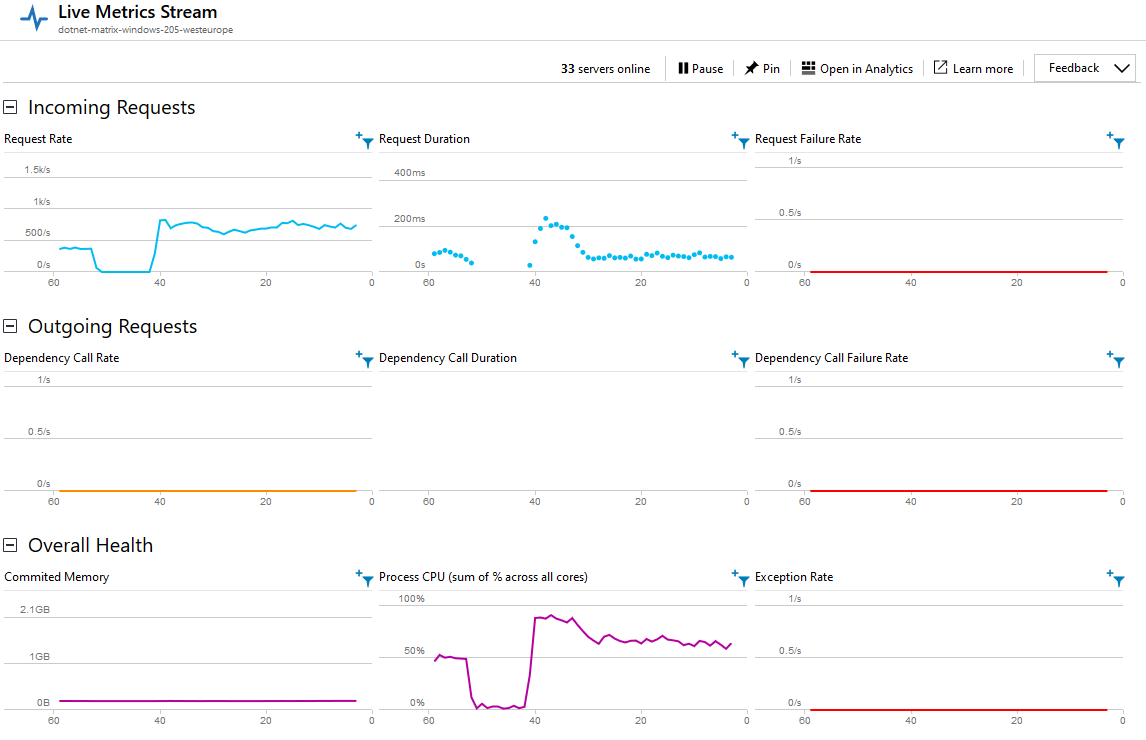 Live Metrics Stream
dotnet-matrix-windows-205-westeurope
33 servers online Pause Pin Open in Analytics Learn more Feedback
Incoming Requests
Request Rate
1.5k/s
1k/s
500/s
0/s
60 40 20 0
Request Duration
400ms
200ms
0s
60 40 20 0
Request Failure Rate
1/s
0.5/s
0/s
60 40 20 0
Outgoing Requests
Dependency Call Rate
1/s
0.5/s
0/s
60 40 20 0
Dependency Call Duration
60 40 20 0
Dependency Call Failure Rate
1/s
0.5/s
0/s
60 40 20 0
Overall Health
Commited Memory
2.1GB
1GB
0B
60 40 20 0
Process CPU (sum of % across all cores)
100%
50%
0%
60 40 20 0
Exception Rate
1/s
0.5/s
0/s
60 40 20 0